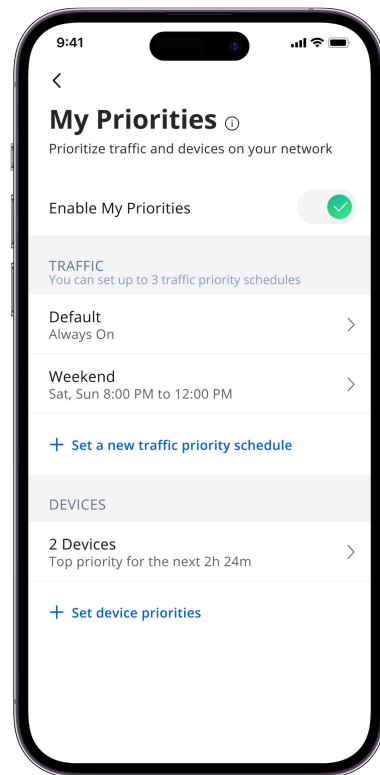 9:41
My Priorities
Prioritize traffic and devices on your network
Enable My Priorities
TRAFFIC
You can set up to 3 traffic priority schedules
Default
Always On
Weekend
Sat, Sun 8:00 PM to 12:00 PM
+ Set a new traffic priority schedule
DEVICES
2 Devices
Top priority for the next 2h 24m
+ Set device priorities